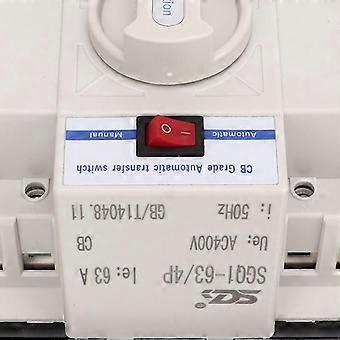 SGQ
SGQ1-63/4P Ie: 63 A
Ue: AC400V CB
f: 50Hz GB/T14048.11
CB Grade Automatic transfer switch
Automatic Manual